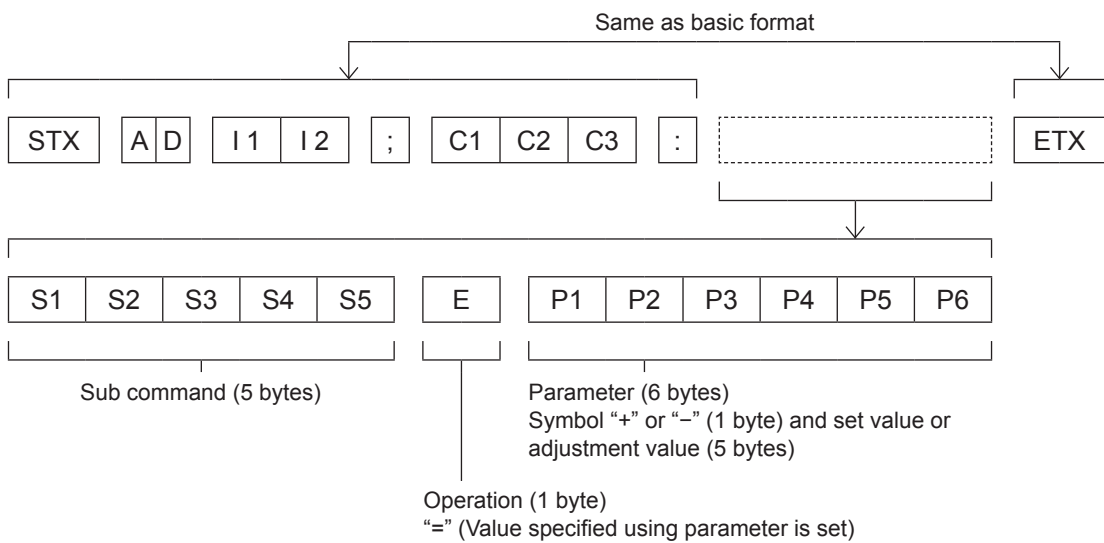 Same as basic format
STX A D I 1 I 2 ; C1 C2 C3 : ETX
S1 S2 S3 S4 S5 E P1 P2 P3 P4 P5 P6
Sub command (5 bytes)
Parameter (6 bytes)
Symbol “+” or “−” (1 byte) and set value or
adjustment value (5 bytes)
Operation (1 byte)
“=” (Value specified using parameter is set)